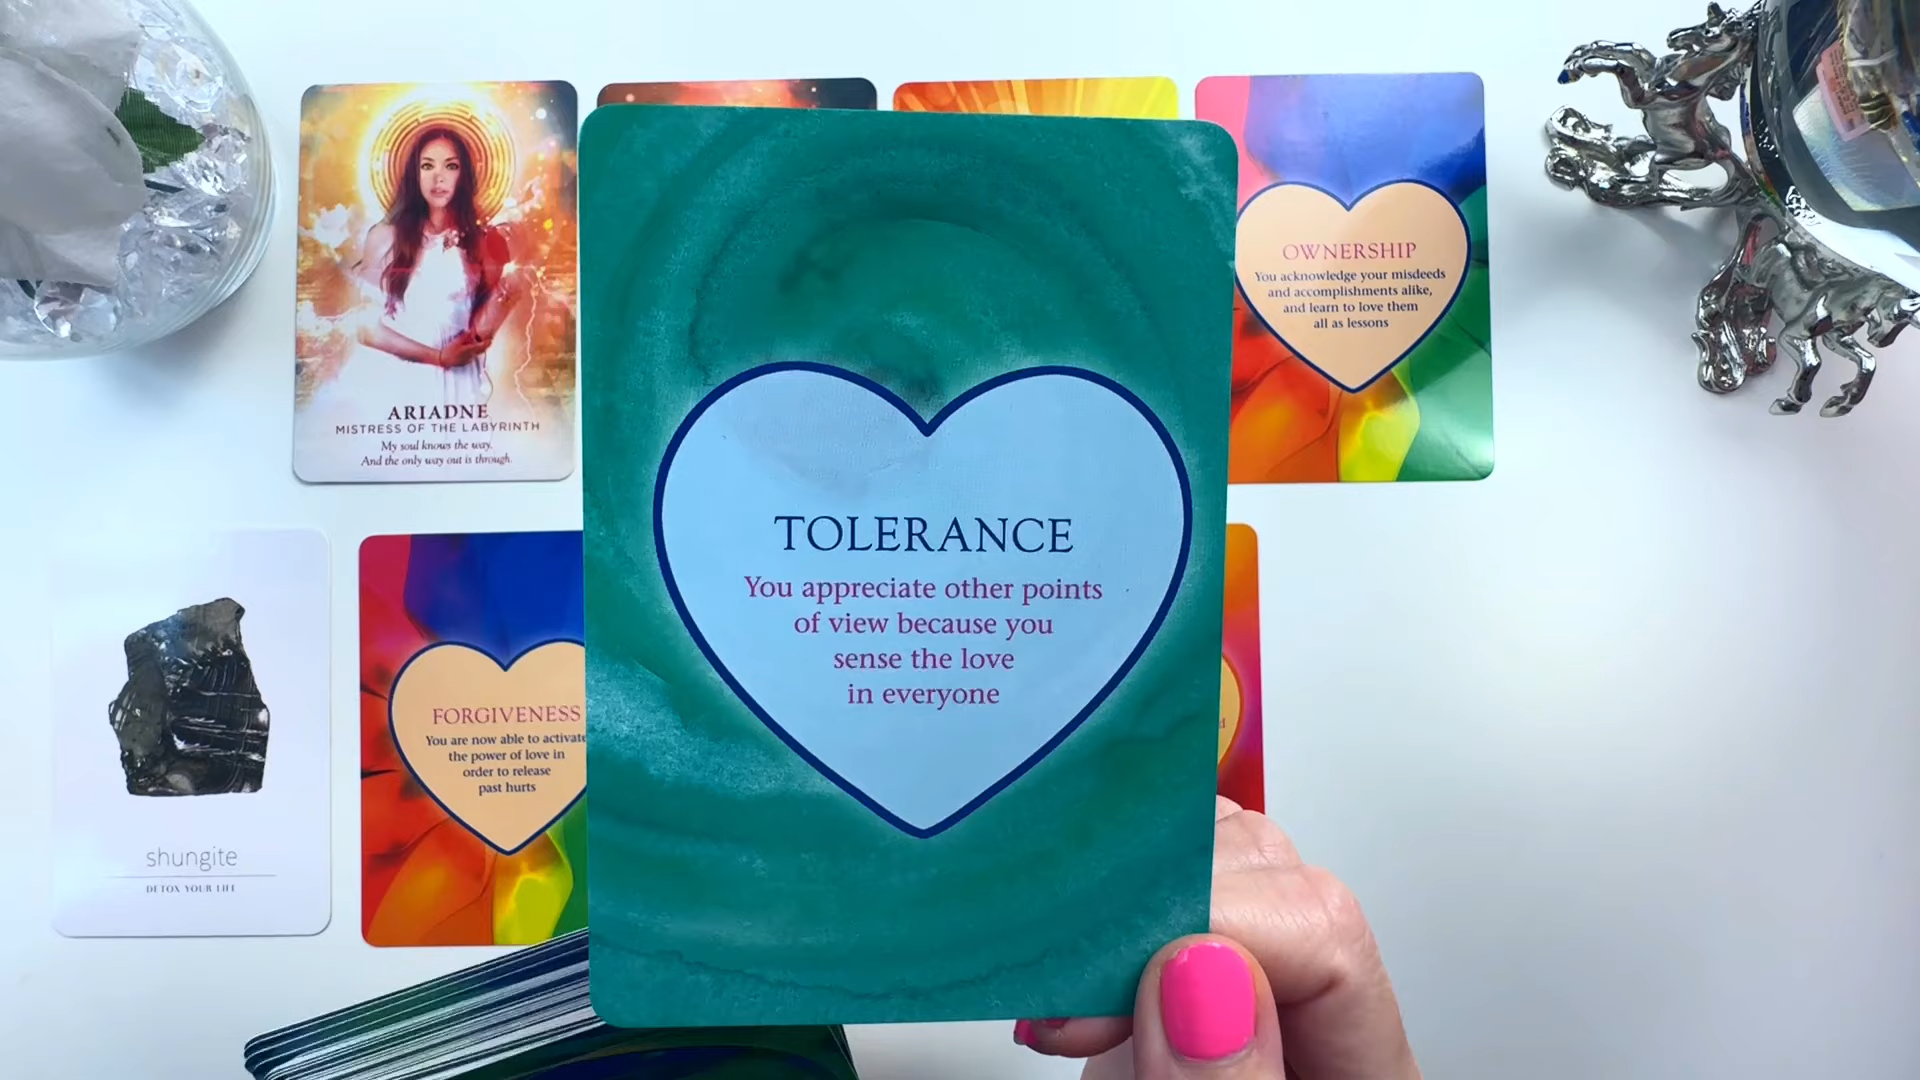 ARIADNE
MISTRESS OF THE LABYRINTH
My soul knows the way.
And the only way out is through.
OWNERSHIP
You acknowledge your misdeeds
and accomplishments alike,
and learn to love them
all as lessons
TOLERANCE
You appreciate other points
of view because you
sense the love
in everyone
shungite
DETOX YOUR LIFE
FORGIVENESS
You are now able to activate
the power of love in
order to release
past hurts